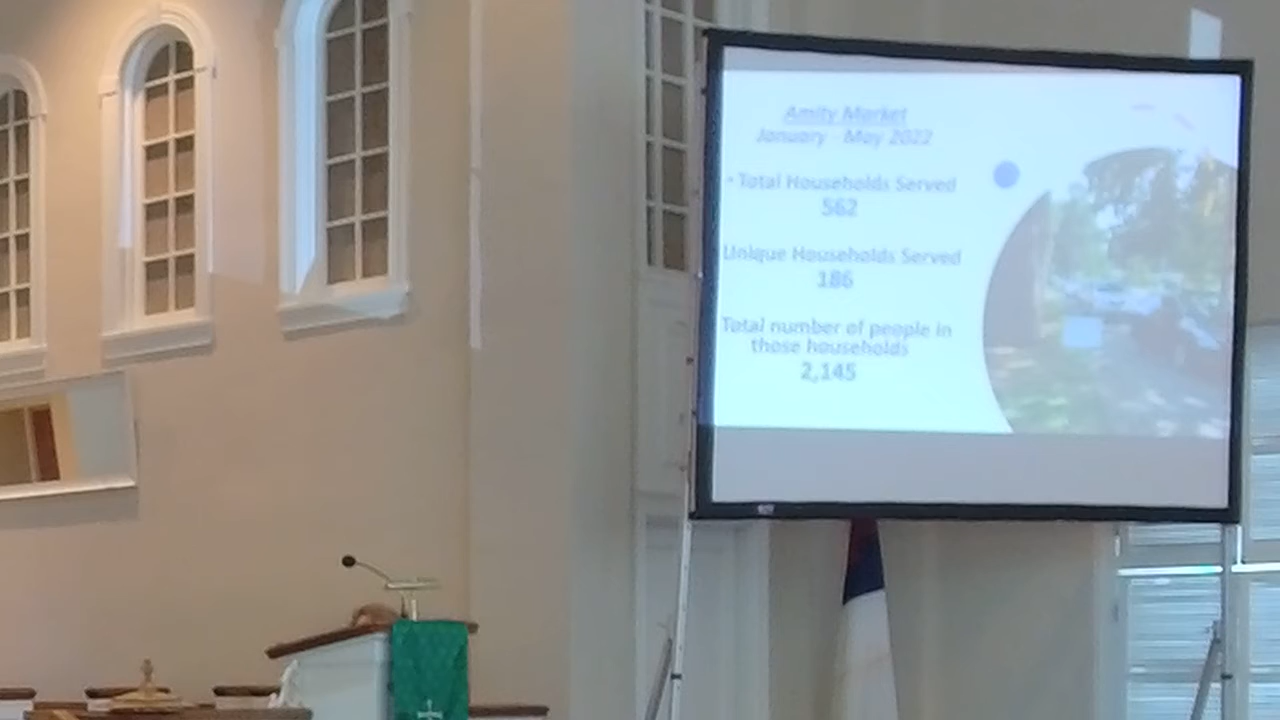 Amity Market
January - May 2022
• Total Households Served
562
Unique Households Served
186
Total number of people in
those households
2,145